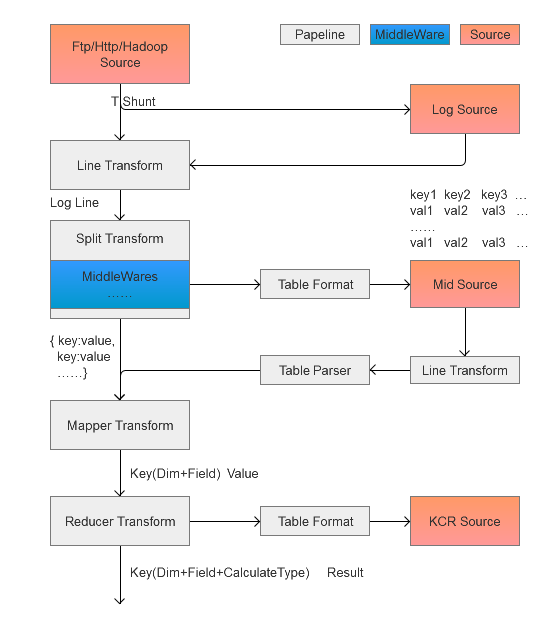 Papeline
MiddleWare
Source
Ftp/Http/Hadoop
Source
T Shunt
Log Source
Line Transform
Log Line
key1 key2 key3 ...
val1 val2 val3 ...
......
val1 val2 val3 ...
Split Transform
MiddleWares
......
Table Format
Mid Source
{ key:value,
key:value
......}
Table Parser
Line Transform
Mapper Transform
Key(Dim+Field) Value
Reducer Transform
Table Format
KCR Source
Key(Dim+Field+CalculateType) Result